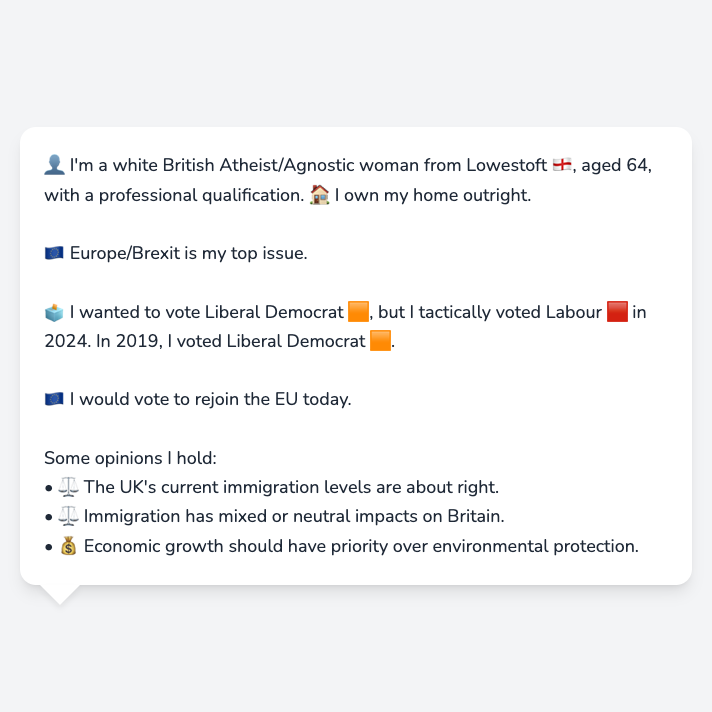 👤 I'm a white British Atheist/Agnostic woman from Lowestoft 🏴󠁧󠁢󠁥󠁮󠁧󠁿, aged 64,
with a professional qualification. 🏠 I own my home outright.
🇪🇺 Europe/Brexit is my top issue.
🗳️ I wanted to vote Liberal Democrat 🟧, but I tactically voted Labour 🟥 in
2024. In 2019, I voted Liberal Democrat 🟧.
🇪🇺 I would vote to rejoin the EU today.
Some opinions I hold:
• ⚖️ The UK's current immigration levels are about right.
• ⚖️ Immigration has mixed or neutral impacts on Britain.
• 💰 Economic growth should have priority over environmental protection.